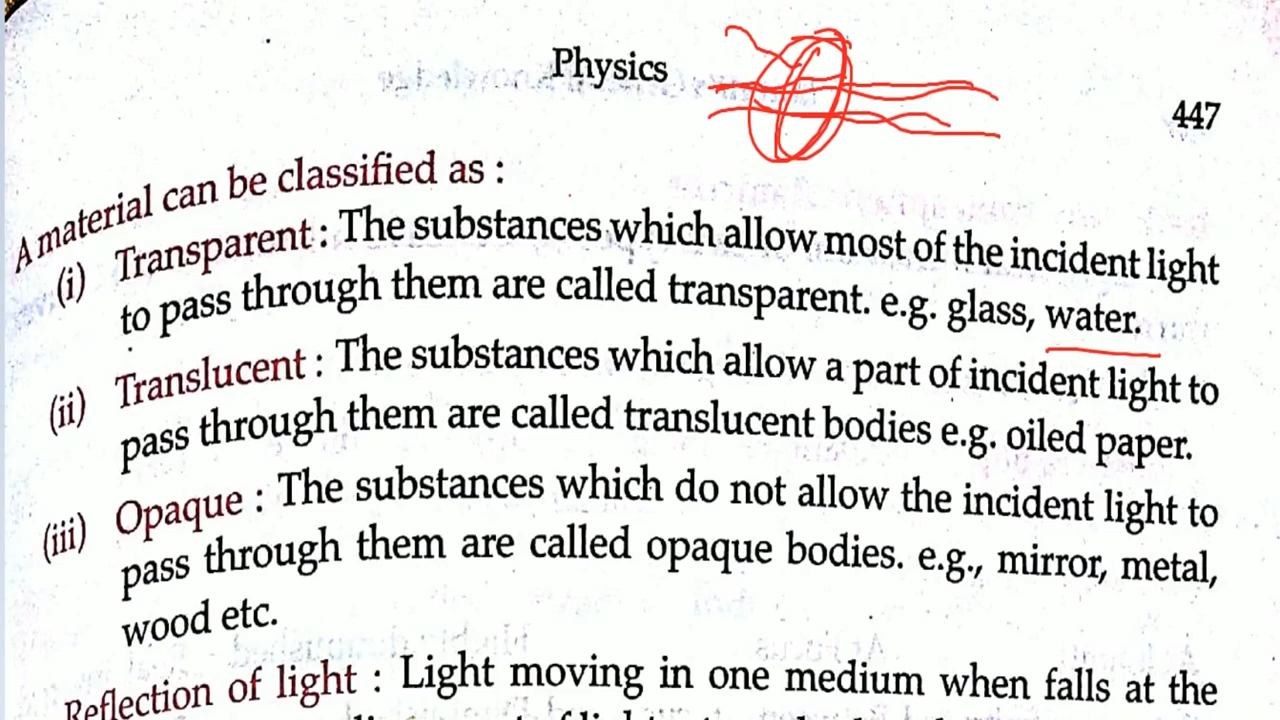 Physics
447
A material can be classified as :
(i) Transparent : The substances which allow most of the incident light
to pass through them are called transparent. e.g. glass, water.
(ii) Translucent : The substances which allow a part of incident light to
pass through them are called translucent bodies e.g. oiled paper.
(iii) Opaque : The substances which do not allow the incident light to
pass through them are called opaque bodies. e.g., mirror, metal,
wood etc.
Reflection of light : Light moving in one medium when falls at the